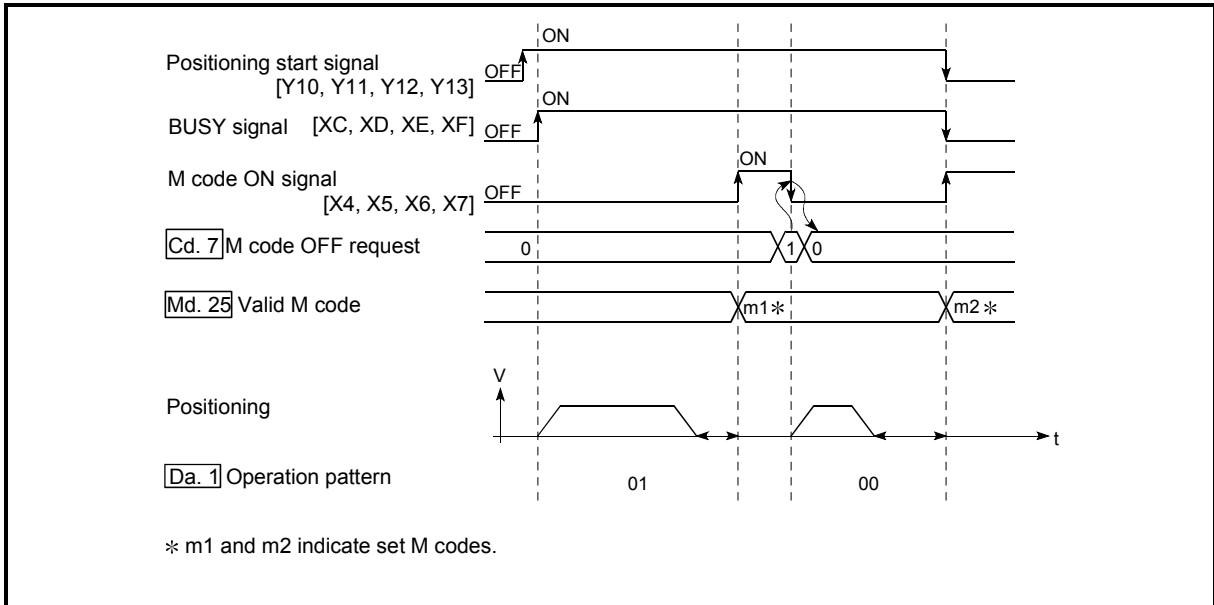 ON
Positioning start signal
OFF
[Y10, Y11, Y12, Y13]
ON
BUSY signal [XC, XD, XE, XF]
OFF
ON
M code ON signal
OFF
[X4, X5, X6, X7]
Cd. 7 M code OFF request
0
1
0
Md. 25 Valid M code
m1*
m2*
V
Positioning
t
Da. 1 Operation pattern
01
00
* m1 and m2 indicate set M codes.